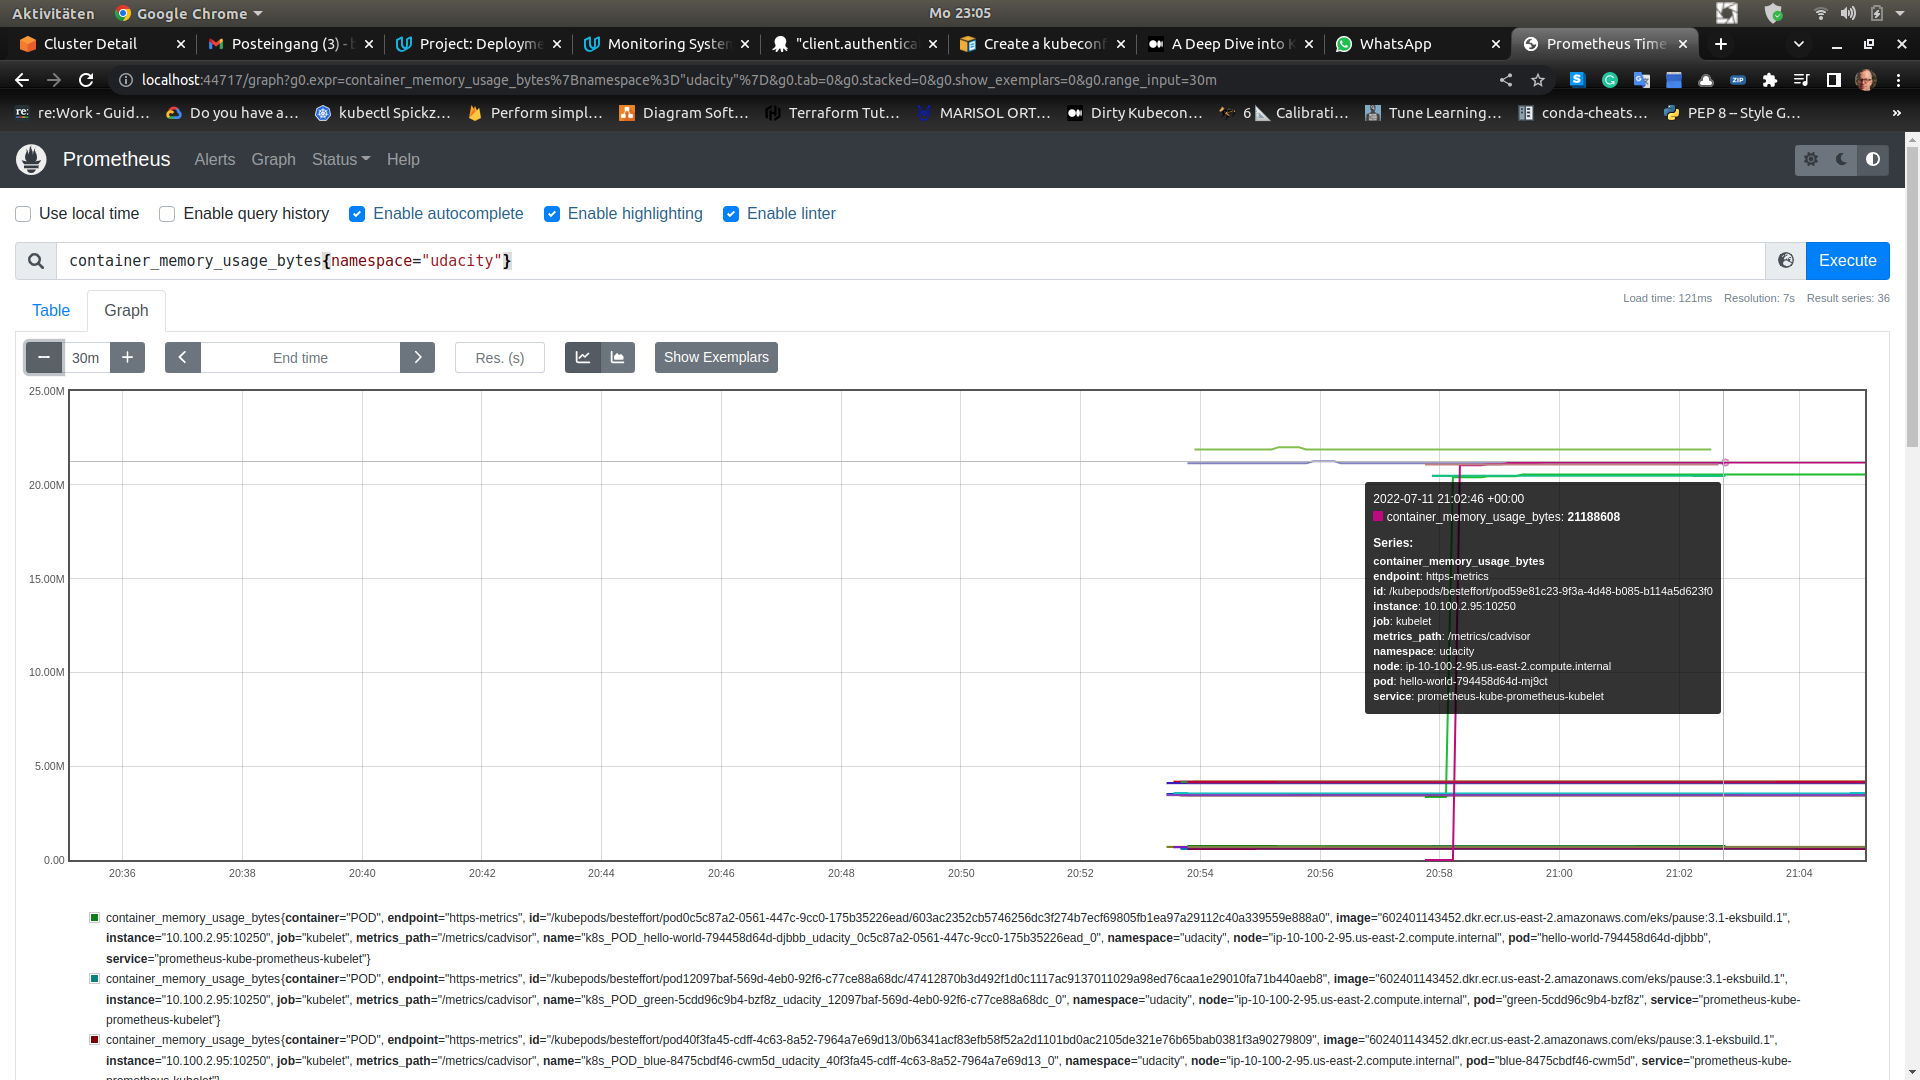 Aktivitäten Google Chrome Mo 23:05
Cluster Detail Posteingang (3) - b Project: Deployme Monitoring System "client.authentica Create a kubeconf A Deep Dive into K WhatsApp Prometheus Time
localhost:44717/graph?g0.expr=container_memory_usage_bytes%7Bnamespace%3D"udacity"%7D&g0.tab=0&g0.stacked=0&g0.show_exemplars=0&g0.range_input=30m
re:Work - Guid… Do you have a… kubectl Spickz… Perform simpl… Diagram Soft… Terraform Tut… MARISOL ORT… Dirty Kubecon… 6 📐 Calibrati… Tune Learning… conda-cheats… PEP 8 -- Style G… »
Prometheus Alerts Graph Status Help
Use local time Enable query history Enable autocomplete Enable highlighting Enable linter
container_memory_usage_bytes{namespace="udacity"} Execute
Table Graph Load time: 121ms Resolution: 7s Result series: 36
30m End time Res. (s) Show Exemplars
25.00M
20.00M
15.00M
10.00M
5.00M
0.00
2022-07-11 21:02:46 +00:00
container_memory_usage_bytes: 21188608
Series:
container_memory_usage_bytes
endpoint: https-metrics
id: /kubepods/besteffort/pod59e81c23-9f3a-4d48-b085-b114a5d623f0
instance: 10.100.2.95:10250
job: kubelet
metrics_path: /metrics/cadvisor
namespace: udacity
node: ip-10-100-2-95.us-east-2.compute.internal
pod: hello-world-794458d64d-mj9ct
service: prometheus-kube-prometheus-kubelet
20:36 20:38 20:40 20:42 20:44 20:46 20:48 20:50 20:52 20:54 20:56 20:58 21:00 21:02 21:04
container_memory_usage_bytes{container="POD", endpoint="https-metrics", id="/kubepods/besteffort/pod0c5c87a2-0561-447c-9cc0-175b35226ead/603ac2352cb5746256dc3f274b7ecf69805fb1ea97a29112c40a339559e888a0", image="602401143452.dkr.ecr.us-east-2.amazonaws.com/eks/pause:3.1-eksbuild.1",
instance="10.100.2.95:10250", job="kubelet", metrics_path="/metrics/cadvisor", name="k8s_POD_hello-world-794458d64d-djbbb_udacity_0c5c87a2-0561-447c-9cc0-175b35226ead_0", namespace="udacity", node="ip-10-100-2-95.us-east-2.compute.internal", pod="hello-world-794458d64d-djbbb",
service="prometheus-kube-prometheus-kubelet"}
container_memory_usage_bytes{container="POD", endpoint="https-metrics", id="/kubepods/besteffort/pod12097baf-569d-4eb0-92f6-c77ce88a68dc/47412870b3d492f1d0c1117ac9137011029a98ed76caa1e29010fa71b440aeb8", image="602401143452.dkr.ecr.us-east-2.amazonaws.com/eks/pause:3.1-eksbuild.1",
instance="10.100.2.95:10250", job="kubelet", metrics_path="/metrics/cadvisor", name="k8s_POD_green-5cdd96c9b4-bzf8z_udacity_12097baf-569d-4eb0-92f6-c77ce88a68dc_0", namespace="udacity", node="ip-10-100-2-95.us-east-2.compute.internal", pod="green-5cdd96c9b4-bzf8z", service="prometheus-kube-
prometheus-kubelet"}
container_memory_usage_bytes{container="POD", endpoint="https-metrics", id="/kubepods/besteffort/pod40f3fa45-cdff-4c63-8a52-7964a7e69d13/0b6341acf83efb58f52a2d1101bd0ac2105de321e76b65bab0381f3a90279809", image="602401143452.dkr.ecr.us-east-2.amazonaws.com/eks/pause:3.1-eksbuild.1",
instance="10.100.2.95:10250", job="kubelet", metrics_path="/metrics/cadvisor", name="k8s_POD_blue-8475cbdf46-cwm5d_udacity_40f3fa45-cdff-4c63-8a52-7964a7e69d13_0", namespace="udacity", node="ip-10-100-2-95.us-east-2.compute.internal", pod="blue-8475cbdf46-cwm5d", service="prometheus-kube-